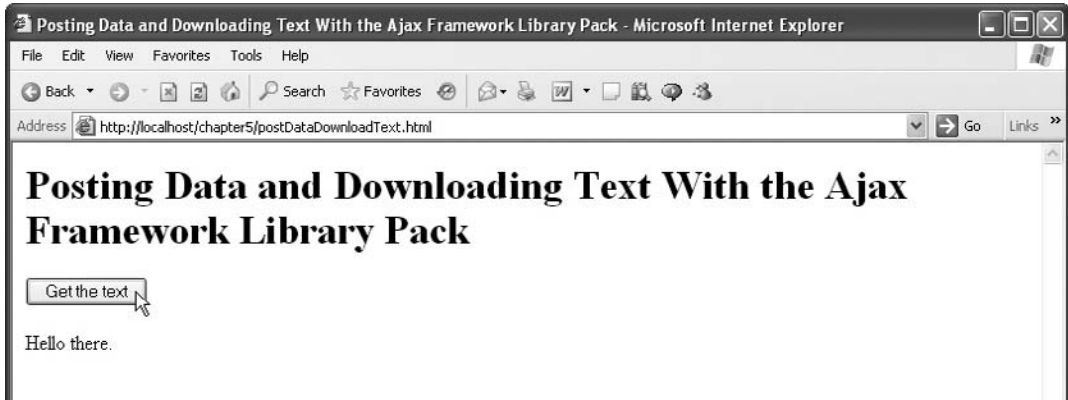 Posting Data and Downloading Text With the Ajax Framework Library Pack - Microsoft Internet Explorer
File Edit View Favorites Tools Help
Back Search Favorites
Address http://localhost/chapter5/postDataDownloadText.html Go Links »
Posting Data and Downloading Text With the Ajax
Framework Library Pack
Get the text
Hello there.